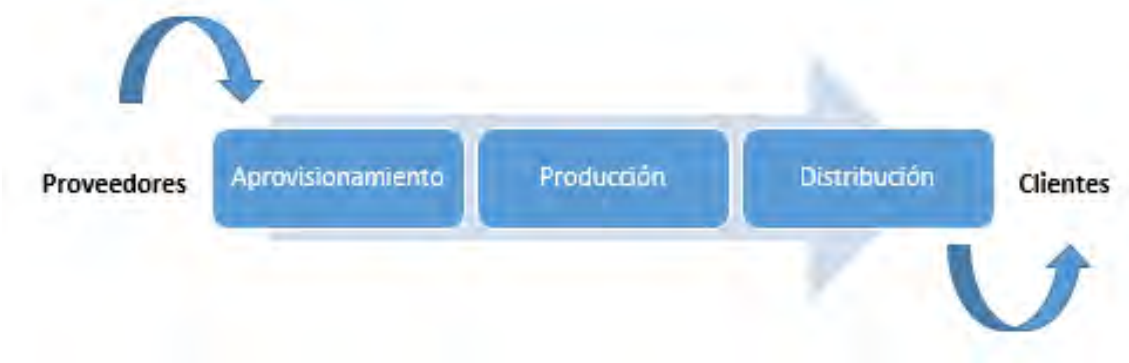 Proveedores
Aprovisionamiento
Producción
Distribución
Clientes